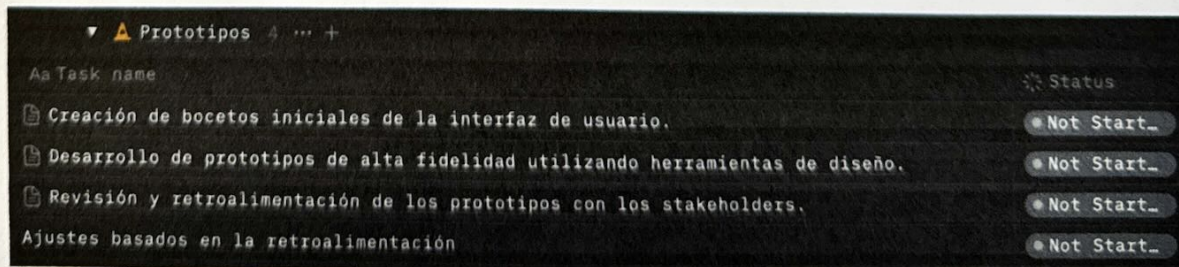 ▼ Prototipos 4 ... +
Aa Task name Status
Creación de bocetos iniciales de la interfaz de usuario. Not Start…
Desarrollo de prototipos de alta fidelidad utilizando herramientas de diseño. Not Start…
Revisión y retroalimentación de los prototipos con los stakeholders. Not Start…
Ajustes basados en la retroalimentación Not Start…